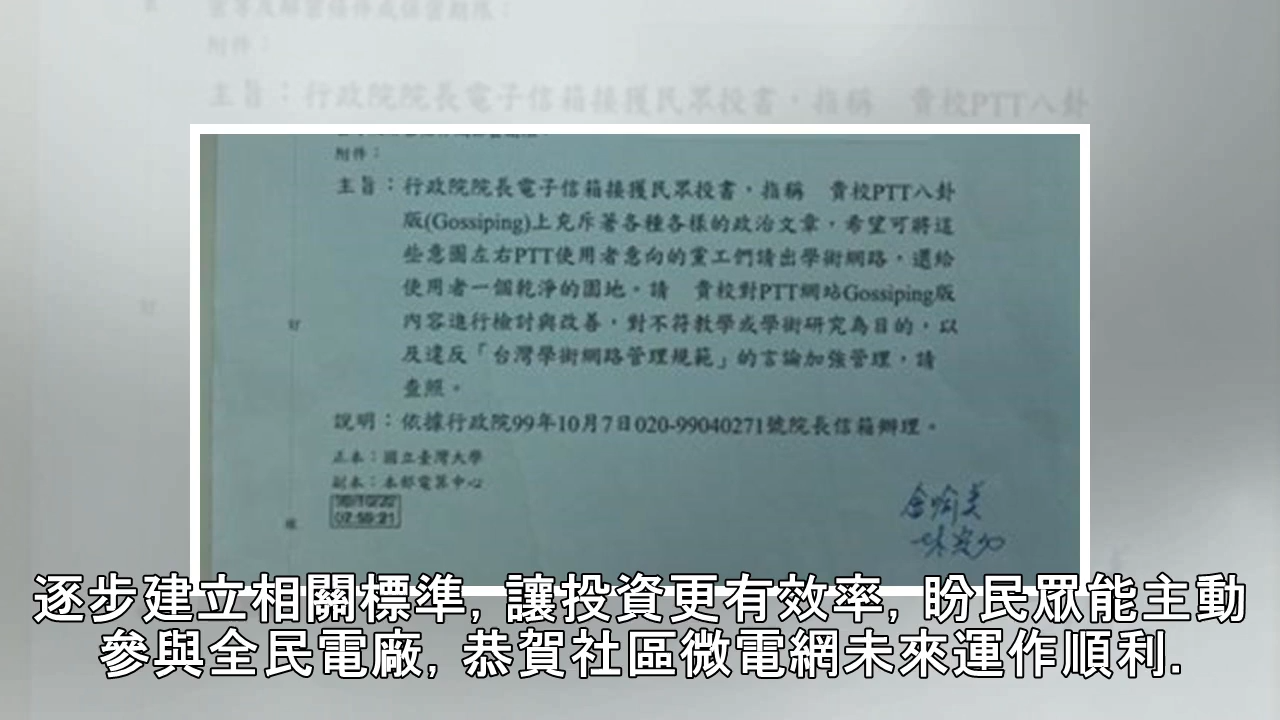 附件：
主旨：行政院院長電子信箱接獲民眾投書，指稱　貴校PTT八卦
附件：
主旨：行政院院長電子信箱接獲民眾投書，指稱　貴校PTT八卦
版(Gossiping)上充斥著各種各樣的政治文章，希望可將這
些意圖左右PTT使用者意向的黨工們請出學術網路，還給
使用者一個乾淨的園地。請　貴校對PTT網站Gossiping版
內容進行檢討與改善，對不符教學或學術研究為目的，以
及違反「台灣學術網路管理規範」的言論加強管理，請
查照。
說明：依據行政院99年10月7日020-99040271號院長信箱辦理。
正本：國立臺灣大學
副本：本部電算中心
07:59:21
訂
逐步建立相關標準, 讓投資更有效率, 盼民眾能主動
參與全民電廠, 恭賀社區微電網未來運作順利.